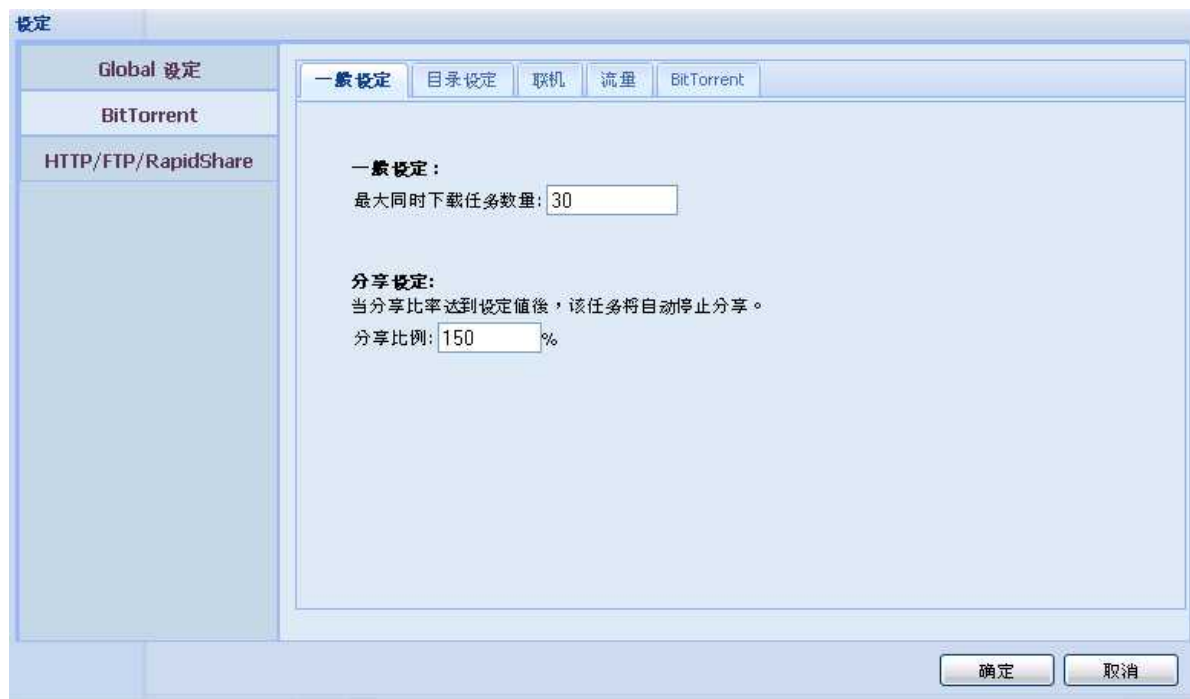 设定
Global 设定
BitTorrent
HTTP/FTP/RapidShare
一般设定 目录设定 联机 流量 BitTorrent
一般设定：
最大同时下载任务数量: 30
分享设定:
当分享比率达到设定值後，该任务将自动停止分享。
分享比例: 150 %
确定 取消